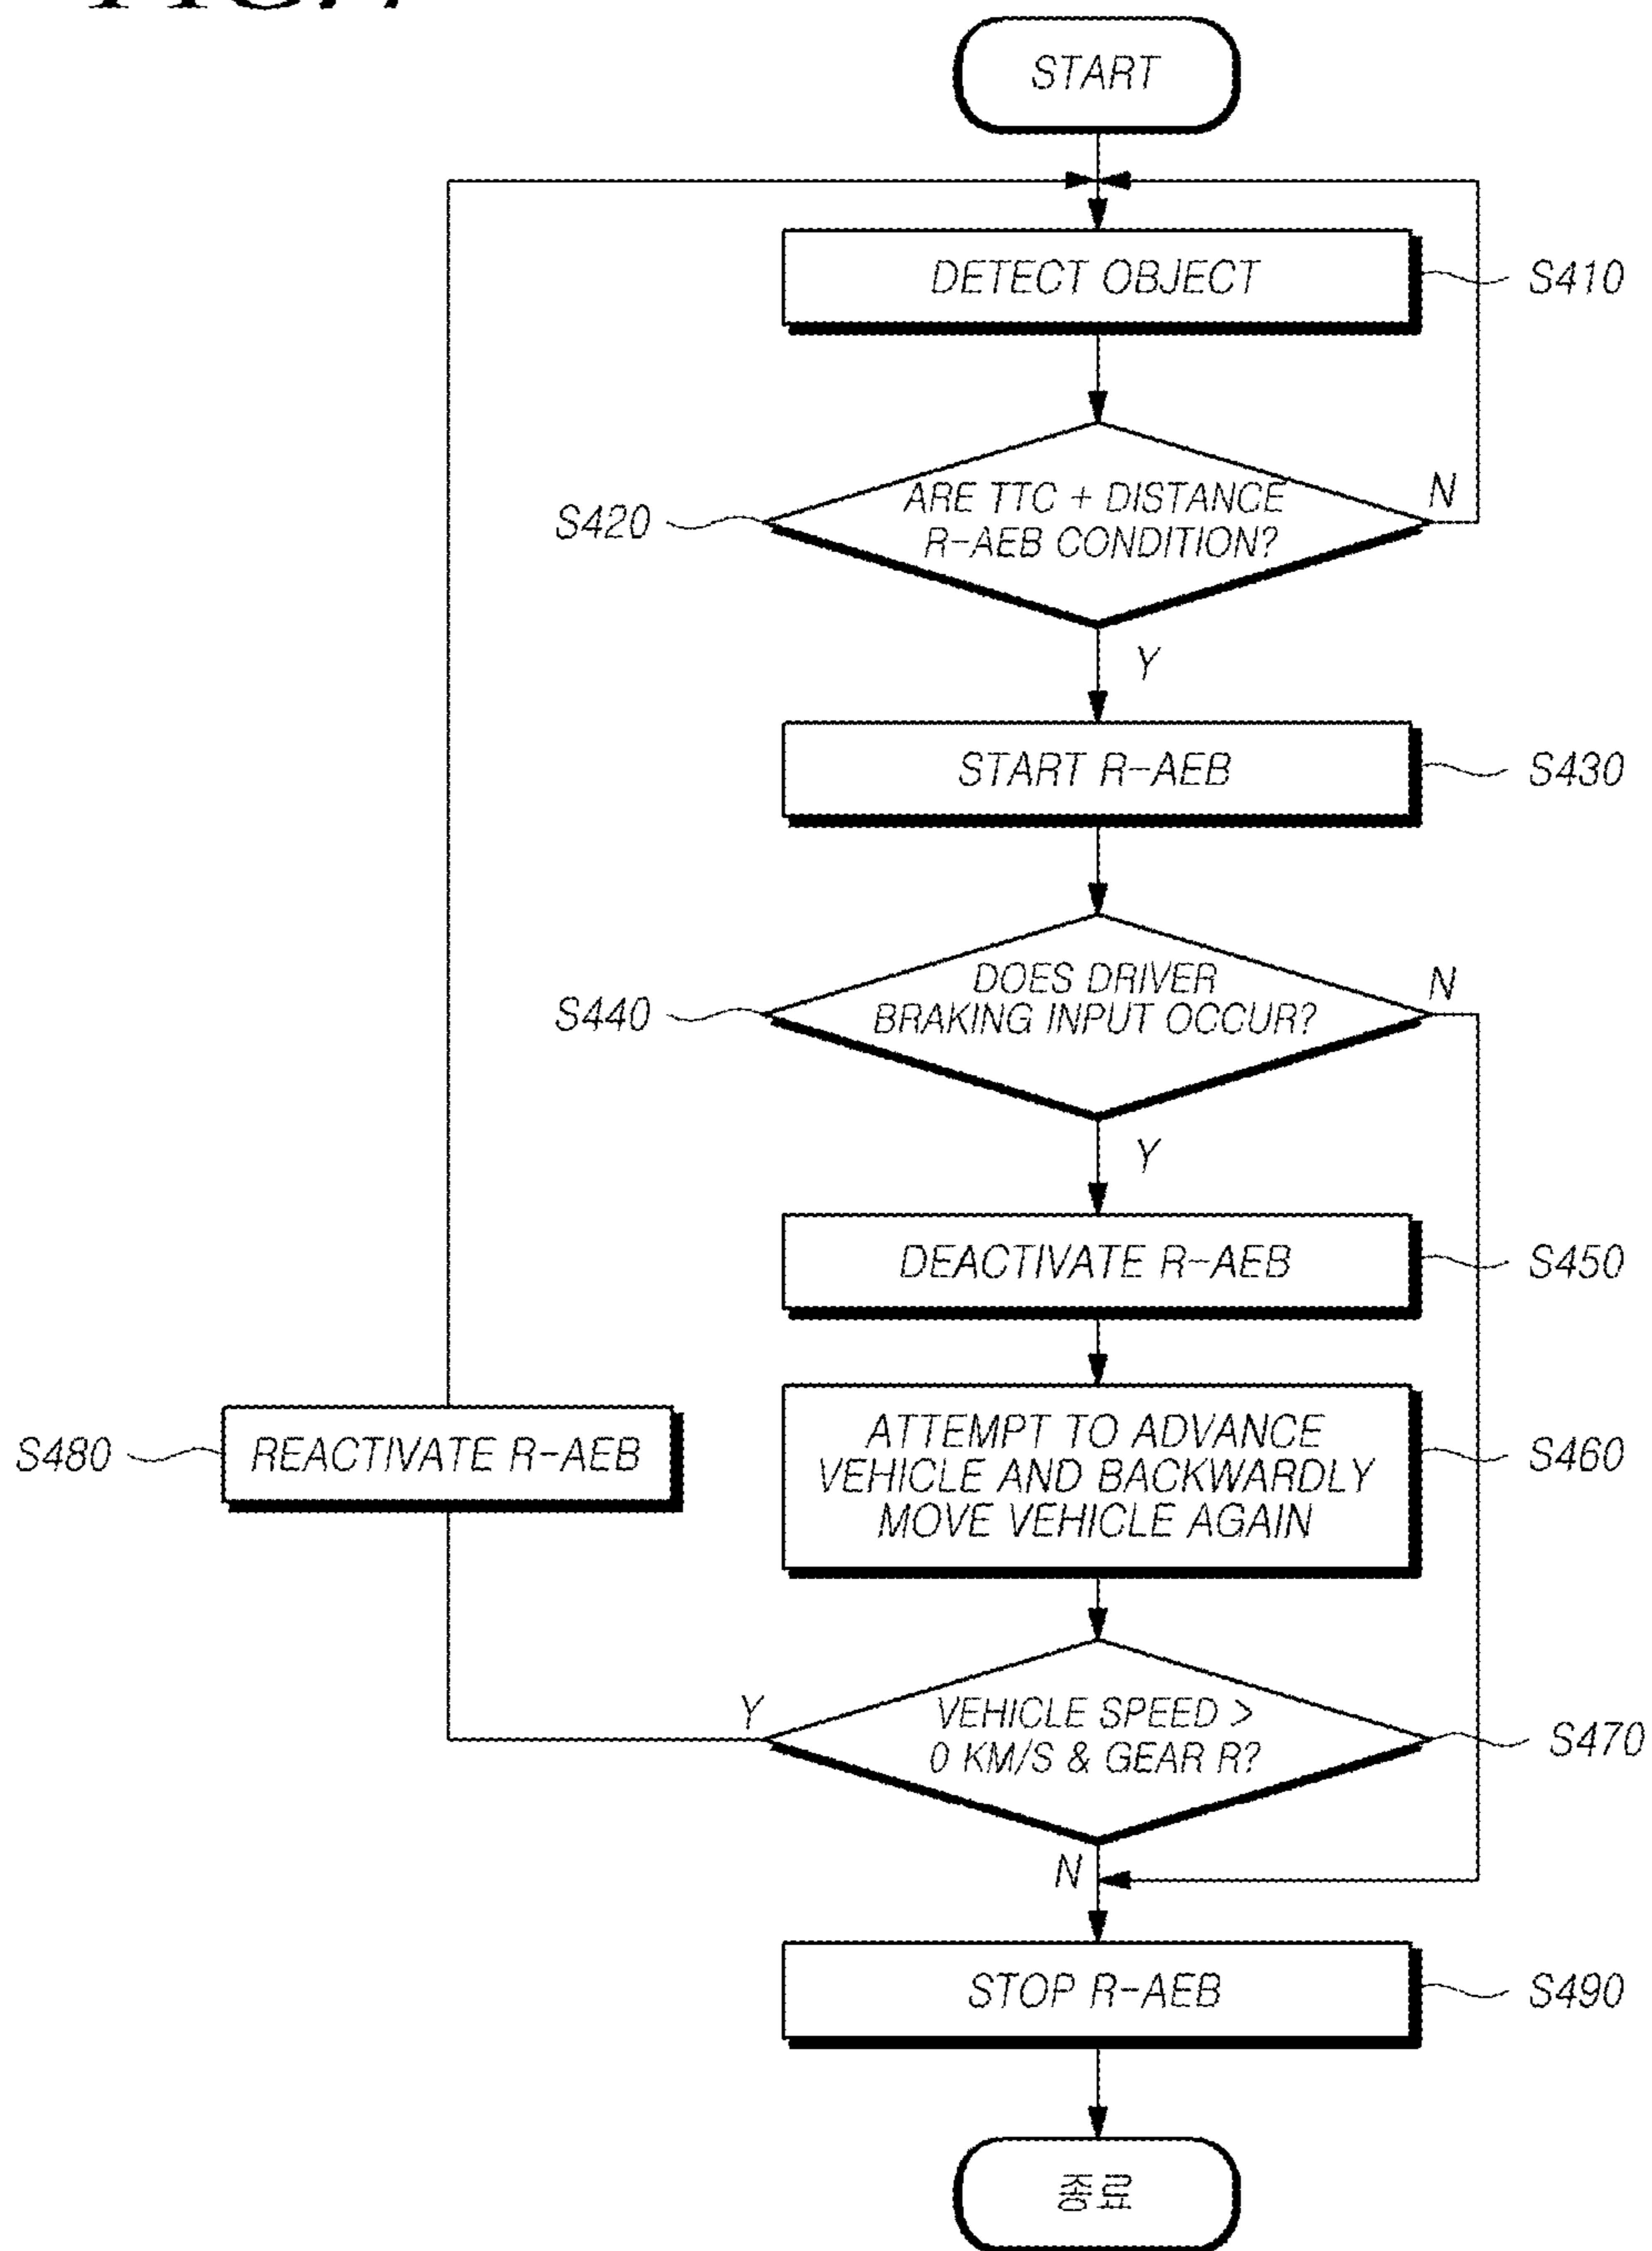 START
DETECT OBJECT
S410
ARE TTC + DISTANCE
R-AEB CONDITION?
S420
N
Y
START R-AEB
S430
DOES DRIVER
BRAKING INPUT OCCUR?
S440
N
Y
DEACTIVATE R-AEB
S450
ATTEMPT TO ADVANCE
VEHICLE AND BACKWARDLY
MOVE VEHICLE AGAIN
S460
S480
REACTIVATE R-AEB
Y
VEHICLE SPEED >
0 KM/S & GEAR R?
S470
N
STOP R-AEB
S490
종료